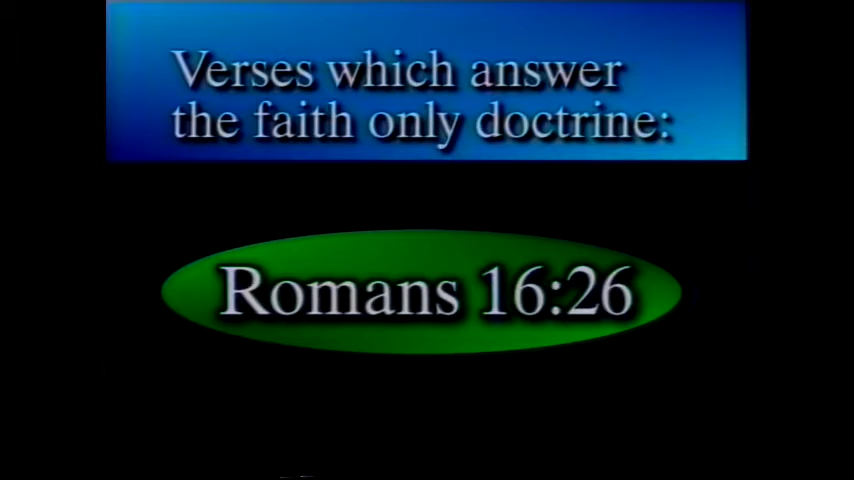 Verses which answer
the faith only doctrine:
Romans 16:26